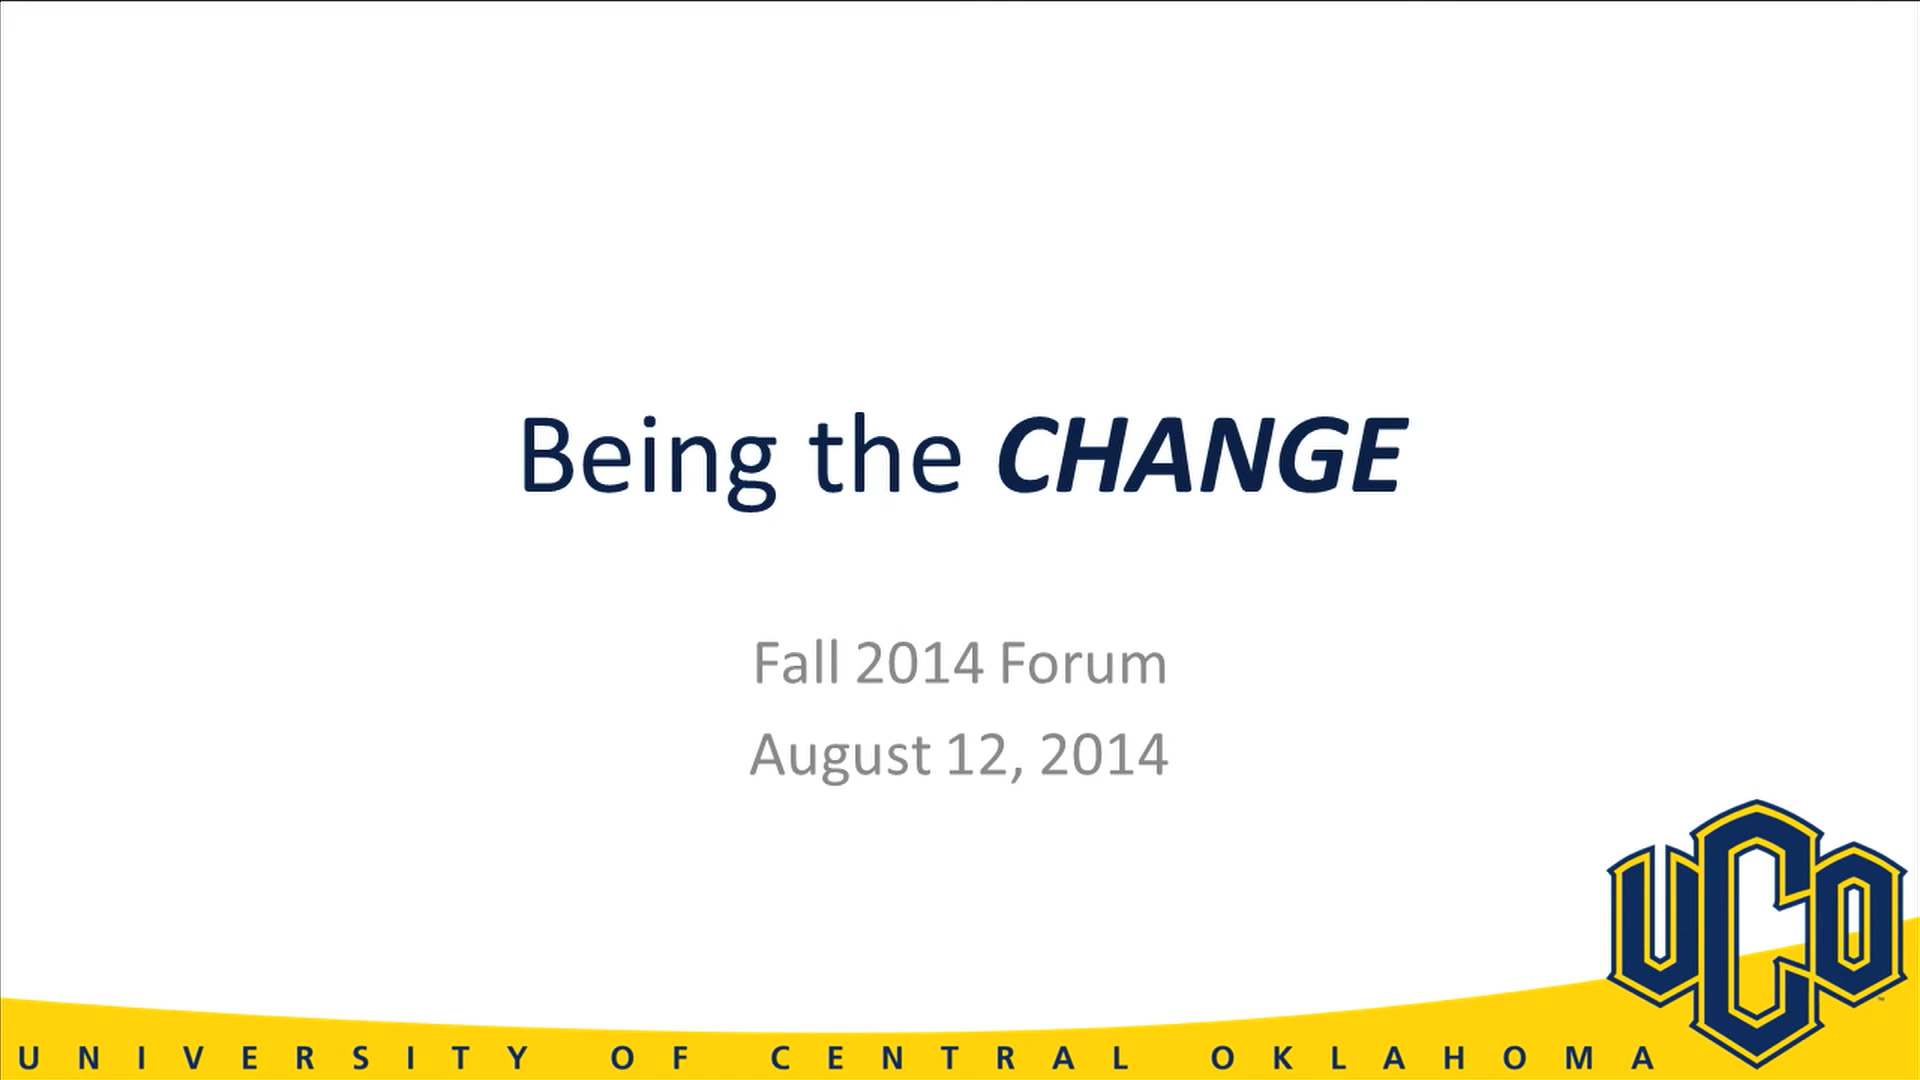 Being the CHANGE
Fall 2014 Forum
August 12, 2014
UCO
UNIVERSITY OF CENTRAL OKLAHOMA